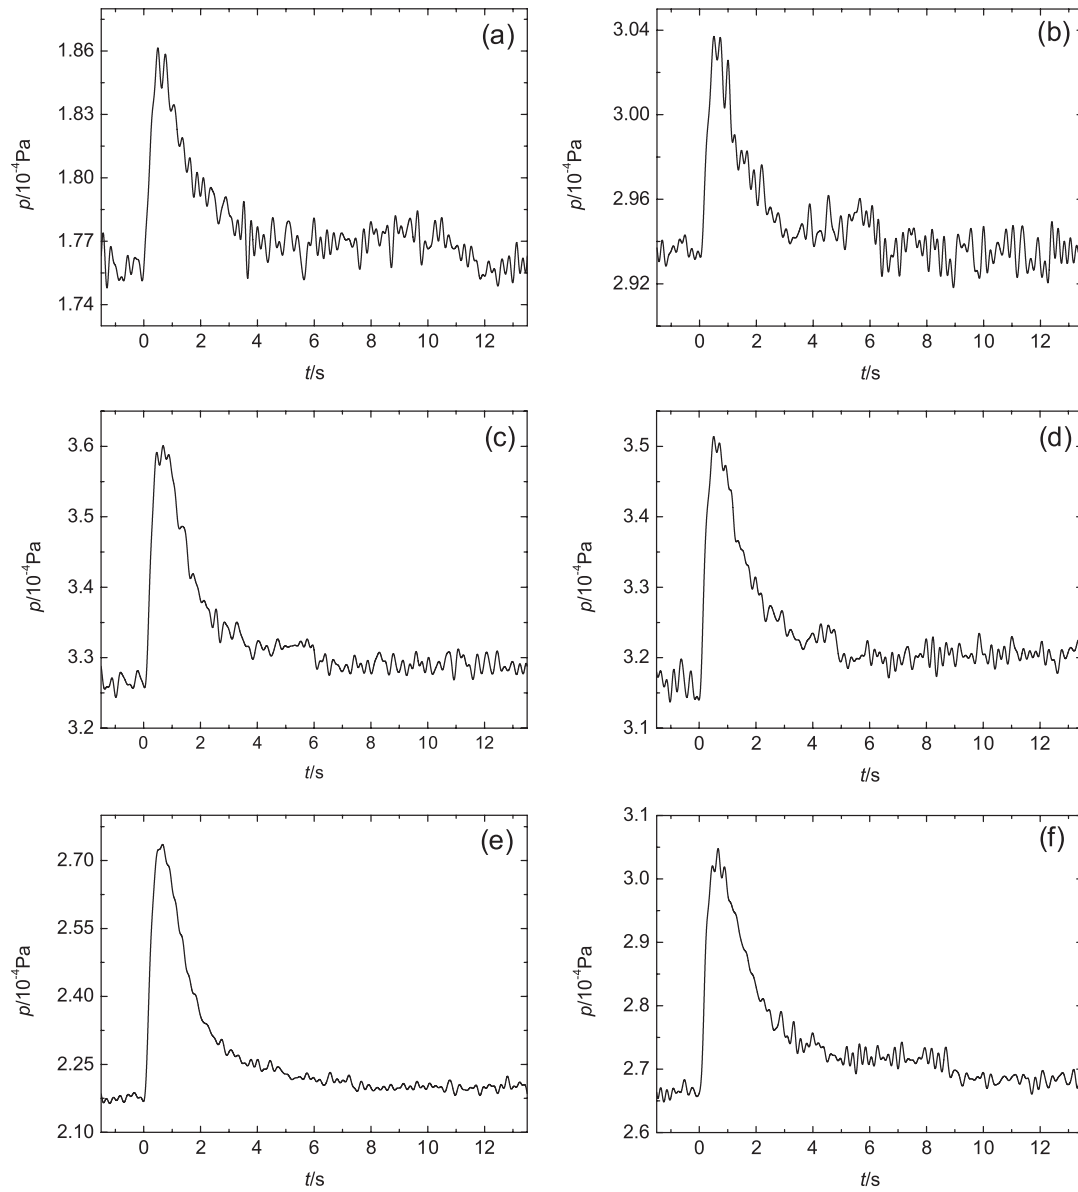 (a)
1.86
1.83
1.80
1.77
1.74
p/10⁻⁴Pa
0 2 4 6 8 10 12
t/s
(b)
3.04
3.00
2.96
2.92
p/10⁻⁴Pa
0 2 4 6 8 10 12
t/s
(c)
3.6
3.5
3.4
3.3
3.2
p/10⁻⁴Pa
0 2 4 6 8 10 12
t/s
(d)
3.5
3.4
3.3
3.2
3.1
p/10⁻⁴Pa
0 2 4 6 8 10 12
t/s
(e)
2.70
2.55
2.40
2.25
2.10
p/10⁻⁴Pa
0 2 4 6 8 10 12
t/s
(f)
3.1
3.0
2.9
2.8
2.7
2.6
p/10⁻⁴Pa
0 2 4 6 8 10 12
t/s